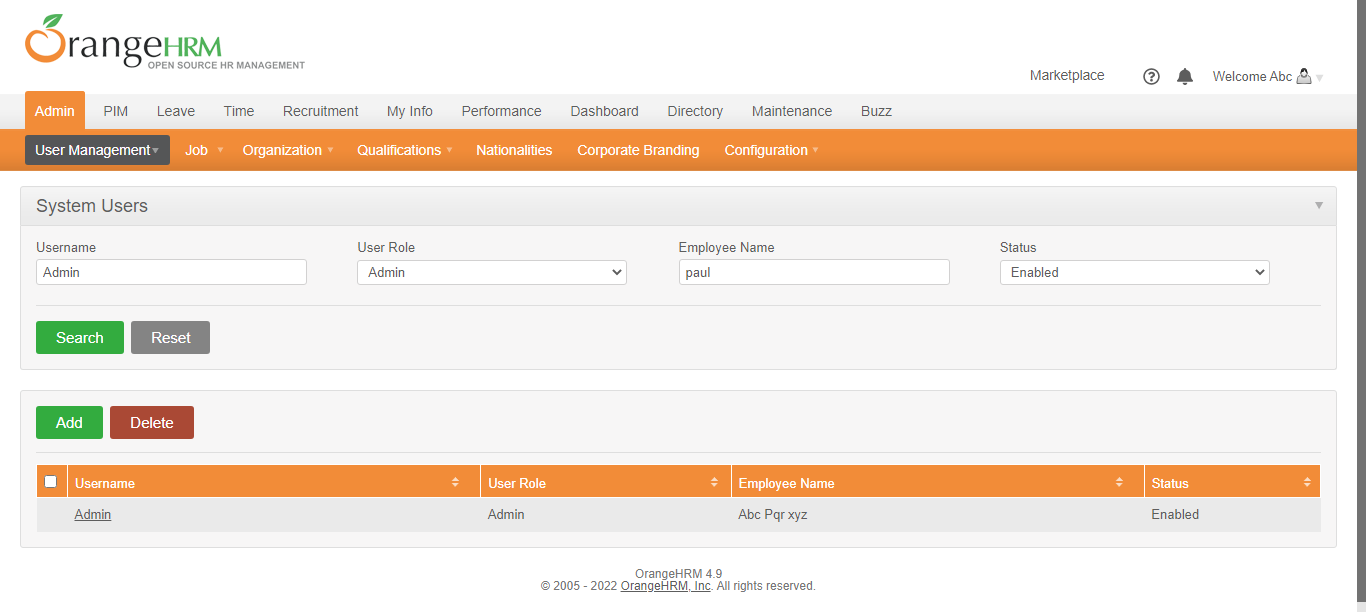 OrangeHRM
OPEN SOURCE HR MANAGEMENT
Marketplace ? Welcome Abc
Admin PIM Leave Time Recruitment My Info Performance Dashboard Directory Maintenance Buzz
User Management Job Organization Qualifications Nationalities Corporate Branding Configuration
System Users
Username User Role Employee Name Status
Admin Admin paul Enabled
Search Reset
Add Delete
Username User Role Employee Name Status
Admin Admin Abc Pqr xyz Enabled
OrangeHRM 4.9
© 2005 - 2022 OrangeHRM, Inc. All rights reserved.